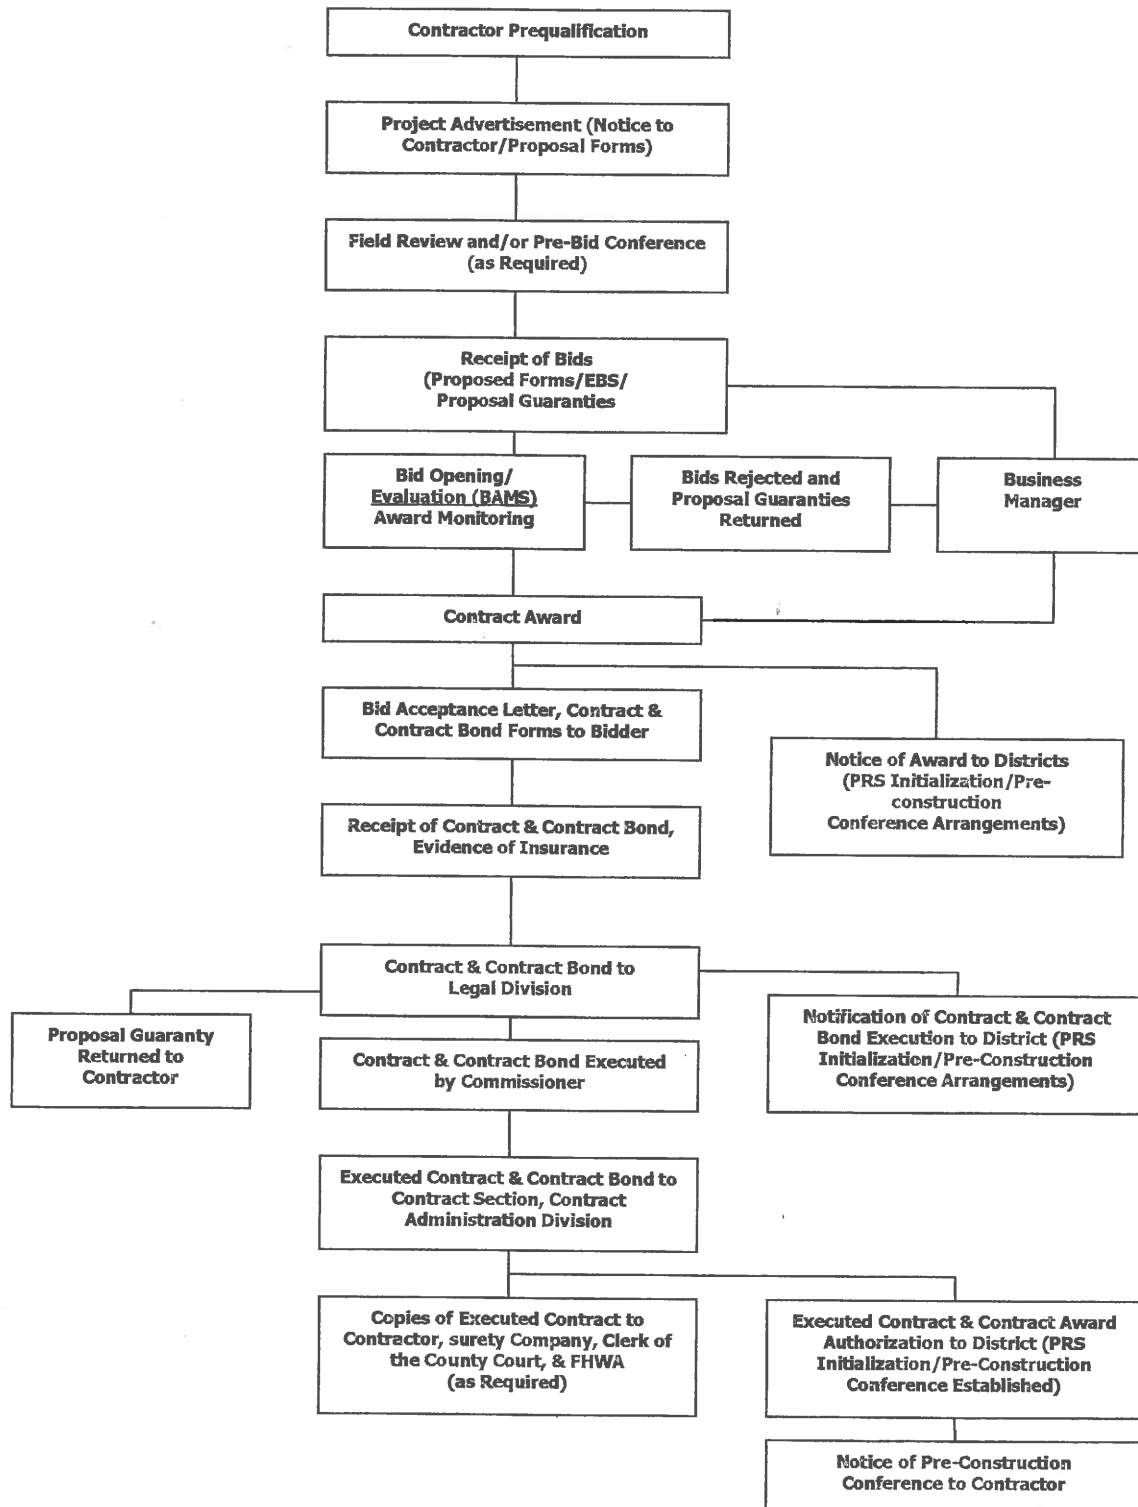 Contractor Prequalification
Project Advertisement (Notice to
Contractor/Proposal Forms)
Field Review and/or Pre-Bid Conference
(as Required)
Receipt of Bids
(Proposed Forms/EBS/
Proposal Guaranties
Bid Opening/
Evaluation (BAMS)
Award Monitoring
Bids Rejected and
Proposal Guaranties
Returned
Business
Manager
Contract Award
Bid Acceptance Letter, Contract &
Contract Bond Forms to Bidder
Notice of Award to Districts
(PRS Initialization/Pre-
construction
Conference Arrangements)
Receipt of Contract & Contract Bond,
Evidence of Insurance
Contract & Contract Bond to
Legal Division
Proposal Guaranty
Returned to
Contractor
Notification of Contract & Contract
Bond Execution to District (PRS
Initialization/Pre-Construction
Conference Arrangements)
Contract & Contract Bond Executed
by Commissioner
Executed Contract & Contract Bond to
Contract Section, Contract
Administration Division
Copies of Executed Contract to
Contractor, surety Company, Clerk of
the County Court, & FHWA
(as Required)
Executed Contract & Contract Award
Authorization to District (PRS
Initialization/Pre-Construction
Conference Established)
Notice of Pre-Construction
Conference to Contractor